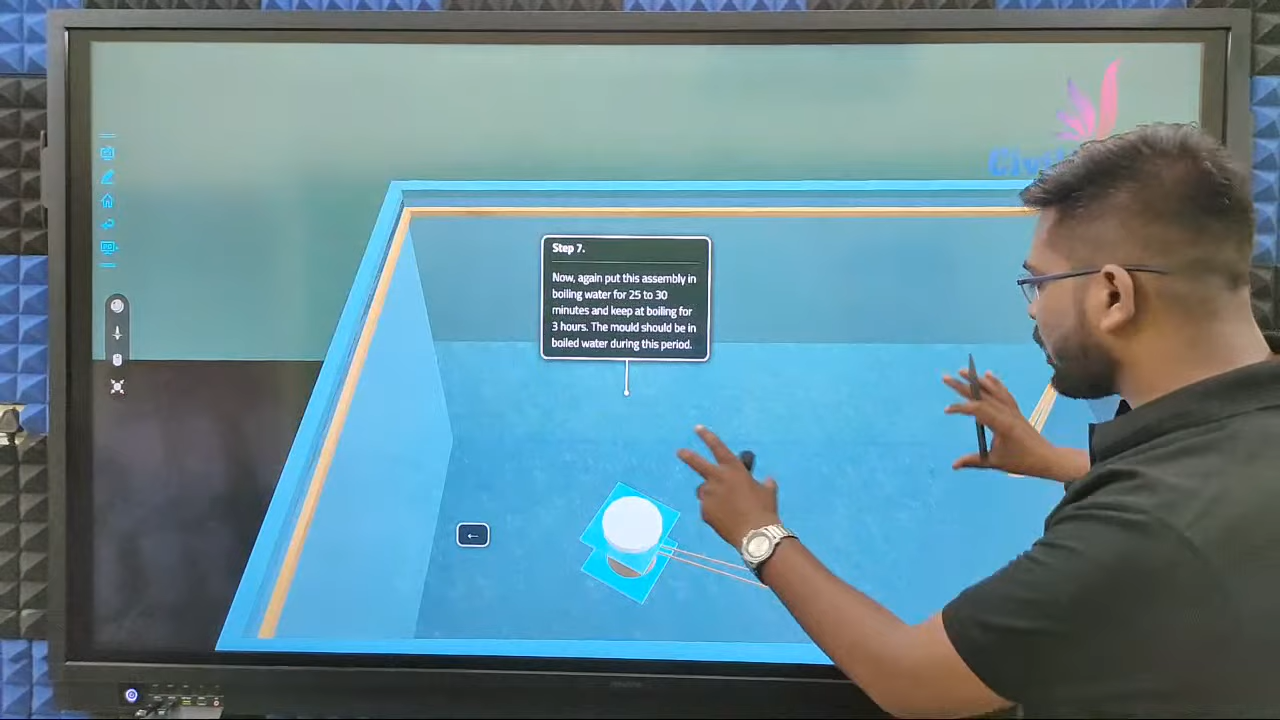 Step 7.
Now, again put this assembly in
boiling water for 25 to 30
minutes and keep at boiling for
3 hours. The mould should be in
boiled water during this period.
←